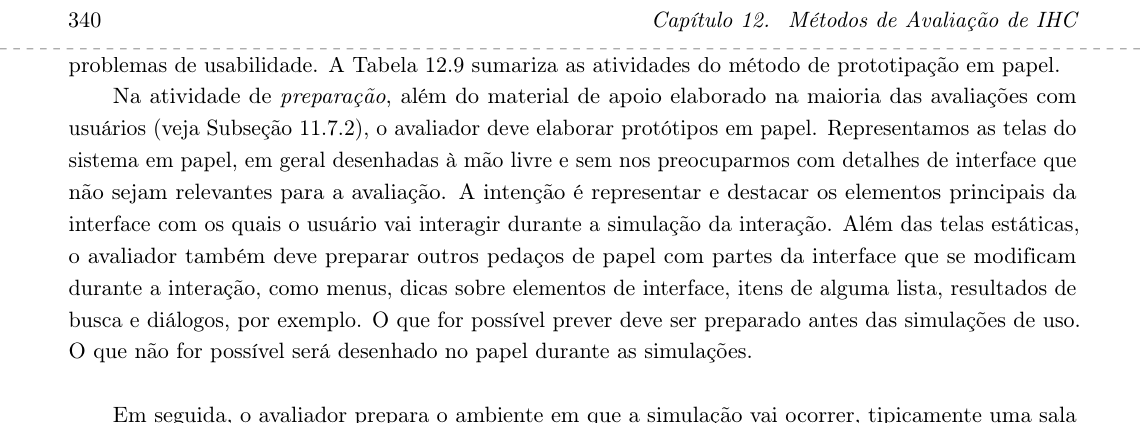 340
Capítulo 12. Métodos de Avaliação de IHC
problemas de usabilidade. A Tabela 12.9 sumariza as atividades do método de prototipação em papel.
Na atividade de preparação, além do material de apoio elaborado na maioria das avaliações com
usuários (veja Subseção 11.7.2), o avaliador deve elaborar protótipos em papel. Representamos as telas do
sistema em papel, em geral desenhadas à mão livre e sem nos preocuparmos com detalhes de interface que
não sejam relevantes para a avaliação. A intenção é representar e destacar os elementos principais da
interface com os quais o usuário vai interagir durante a simulação da interação. Além das telas estáticas,
o avaliador também deve preparar outros pedaços de papel com partes da interface que se modificam
durante a interação, como menus, dicas sobre elementos de interface, itens de alguma lista, resultados de
busca e diálogos, por exemplo. O que for possível prever deve ser preparado antes das simulações de uso.
O que não for possível será desenhado no papel durante as simulações.
Em seguida, o avaliador prepara o ambiente em que a simulação vai ocorrer, tipicamente uma sala